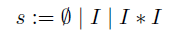 s := ∅ | I | I ∗ I